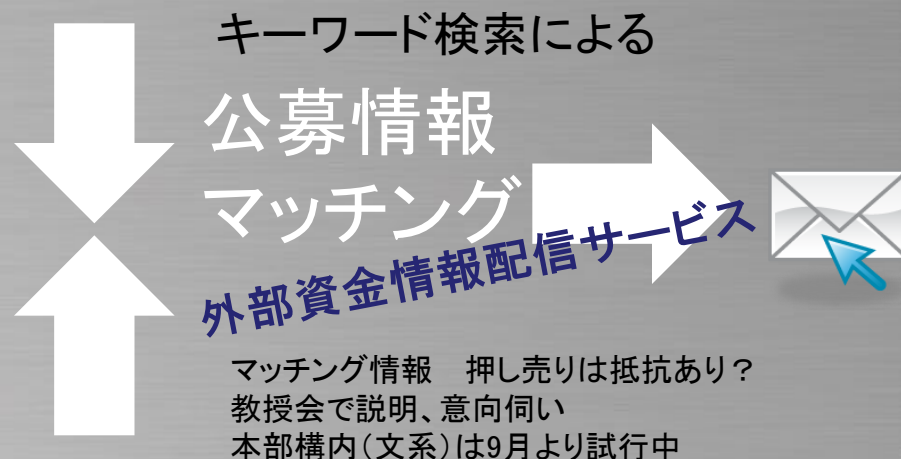 キーワード検索による
公募情報
マッチング
外部資金情報配信サービス
マッチング情報　押し売りは抵抗あり？
教授会で説明、意向伺い
本部構内（文系）は9月より試行中